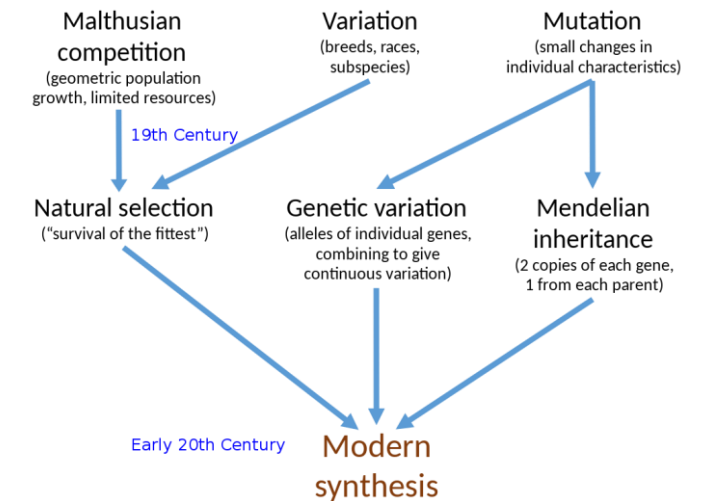 Malthusian
competition
(geometric population
growth, limited resources)
Variation
(breeds, races,
subspecies)
Mutation
(small changes in
individual characteristics)
19th Century
Natural selection
(“survival of the fittest”)
Genetic variation
(alleles of individual genes,
combining to give
continuous variation)
Mendelian
inheritance
(2 copies of each gene,
1 from each parent)
Early 20th Century
Modern
synthesis